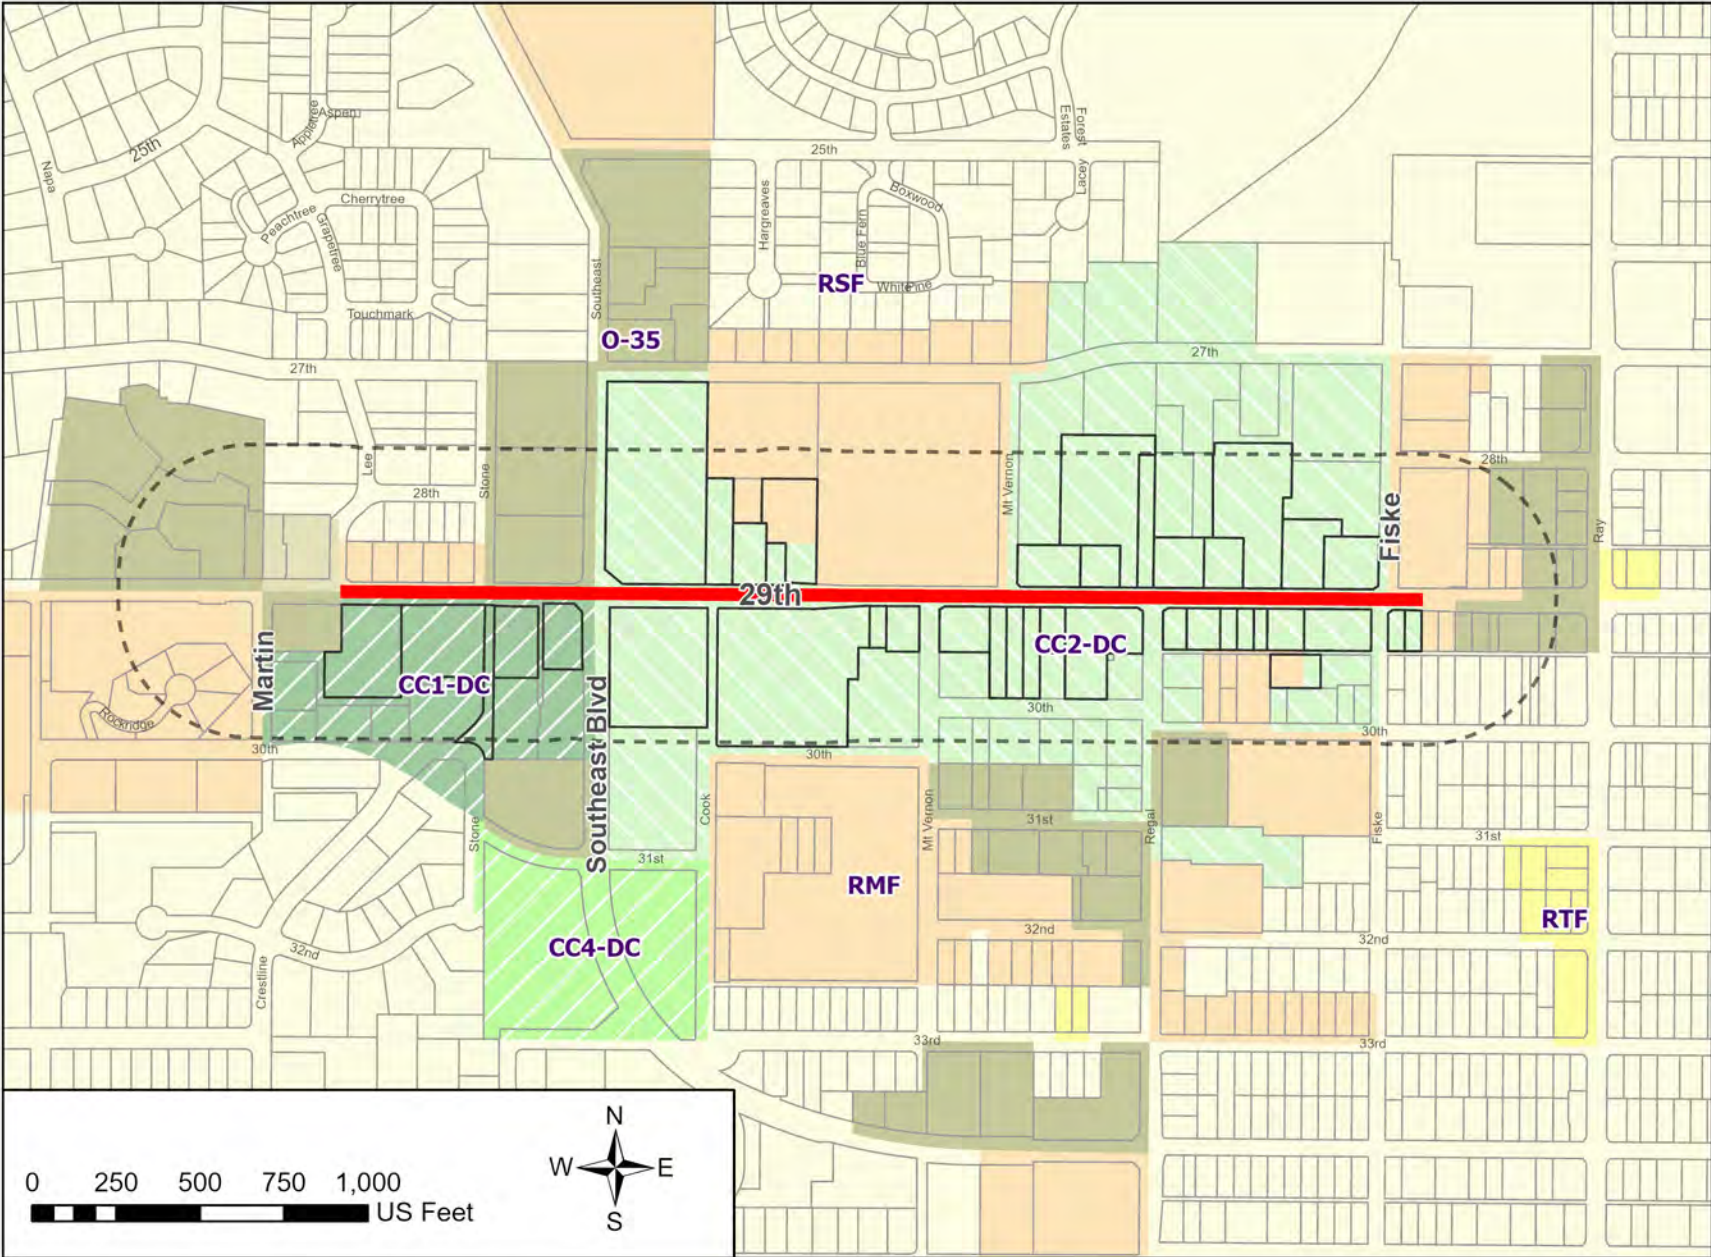 Aspen
Appletree
25th
Napa
Cherrytree
Peachtree
Grapetree
Touchmark
27th
Southeast
O-35
25th
Hargreaves
Blue Fern
Boxwood
RSF
WhitePine
Forest
Estates
Lacey
27th
Lee
28th
Stone
Mt Vernon
Fiske
28th
Ray
29th
Martin
CC1-DC
Southeast Blvd
CC2-DC
Rockridge
30th
30th
30th
30th
Stone
Cook
Mt Vernon
31st
Regal
Fiske
31st
31st
RMF
RTF
CC4-DC
32nd
32nd
32nd
Crestline
33rd
33rd
0 250 500 750 1,000
US Feet
N
W E
S